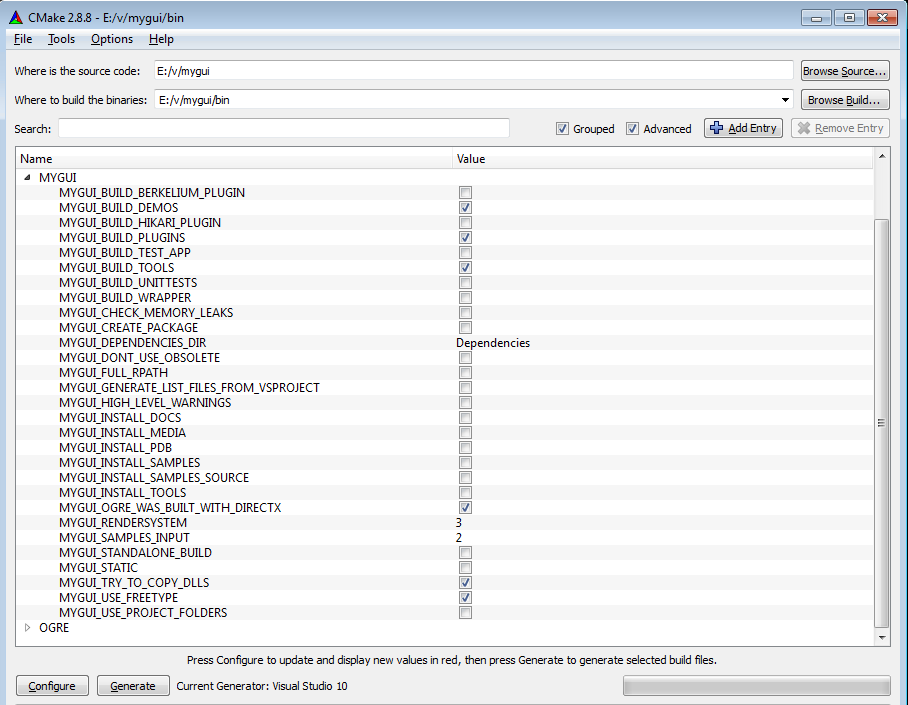 CMake 2.8.8 - E:/v/mygui/bin
File Tools Options Help
Where is the source code: E:/v/mygui Browse Source...
Where to build the binaries: E:/v/mygui/bin Browse Build...
Search: Grouped Advanced Add Entry Remove Entry
Name Value
MYGUI
MYGUI_BUILD_BERKELIUM_PLUGIN
MYGUI_BUILD_DEMOS
MYGUI_BUILD_HIKARI_PLUGIN
MYGUI_BUILD_PLUGINS
MYGUI_BUILD_TEST_APP
MYGUI_BUILD_TOOLS
MYGUI_BUILD_UNITTESTS
MYGUI_BUILD_WRAPPER
MYGUI_CHECK_MEMORY_LEAKS
MYGUI_CREATE_PACKAGE
MYGUI_DEPENDENCIES_DIR Dependencies
MYGUI_DONT_USE_OBSOLETE
MYGUI_FULL_RPATH
MYGUI_GENERATE_LIST_FILES_FROM_VSPROJECT
MYGUI_HIGH_LEVEL_WARNINGS
MYGUI_INSTALL_DOCS
MYGUI_INSTALL_MEDIA
MYGUI_INSTALL_PDB
MYGUI_INSTALL_SAMPLES
MYGUI_INSTALL_SAMPLES_SOURCE
MYGUI_INSTALL_TOOLS
MYGUI_OGRE_WAS_BUILT_WITH_DIRECTX
MYGUI_RENDERSYSTEM 3
MYGUI_SAMPLES_INPUT 2
MYGUI_STANDALONE_BUILD
MYGUI_STATIC
MYGUI_TRY_TO_COPY_DLLS
MYGUI_USE_FREETYPE
MYGUI_USE_PROJECT_FOLDERS
OGRE
Press Configure to update and display new values in red, then press Generate to generate selected build files.
Configure Generate Current Generator: Visual Studio 10